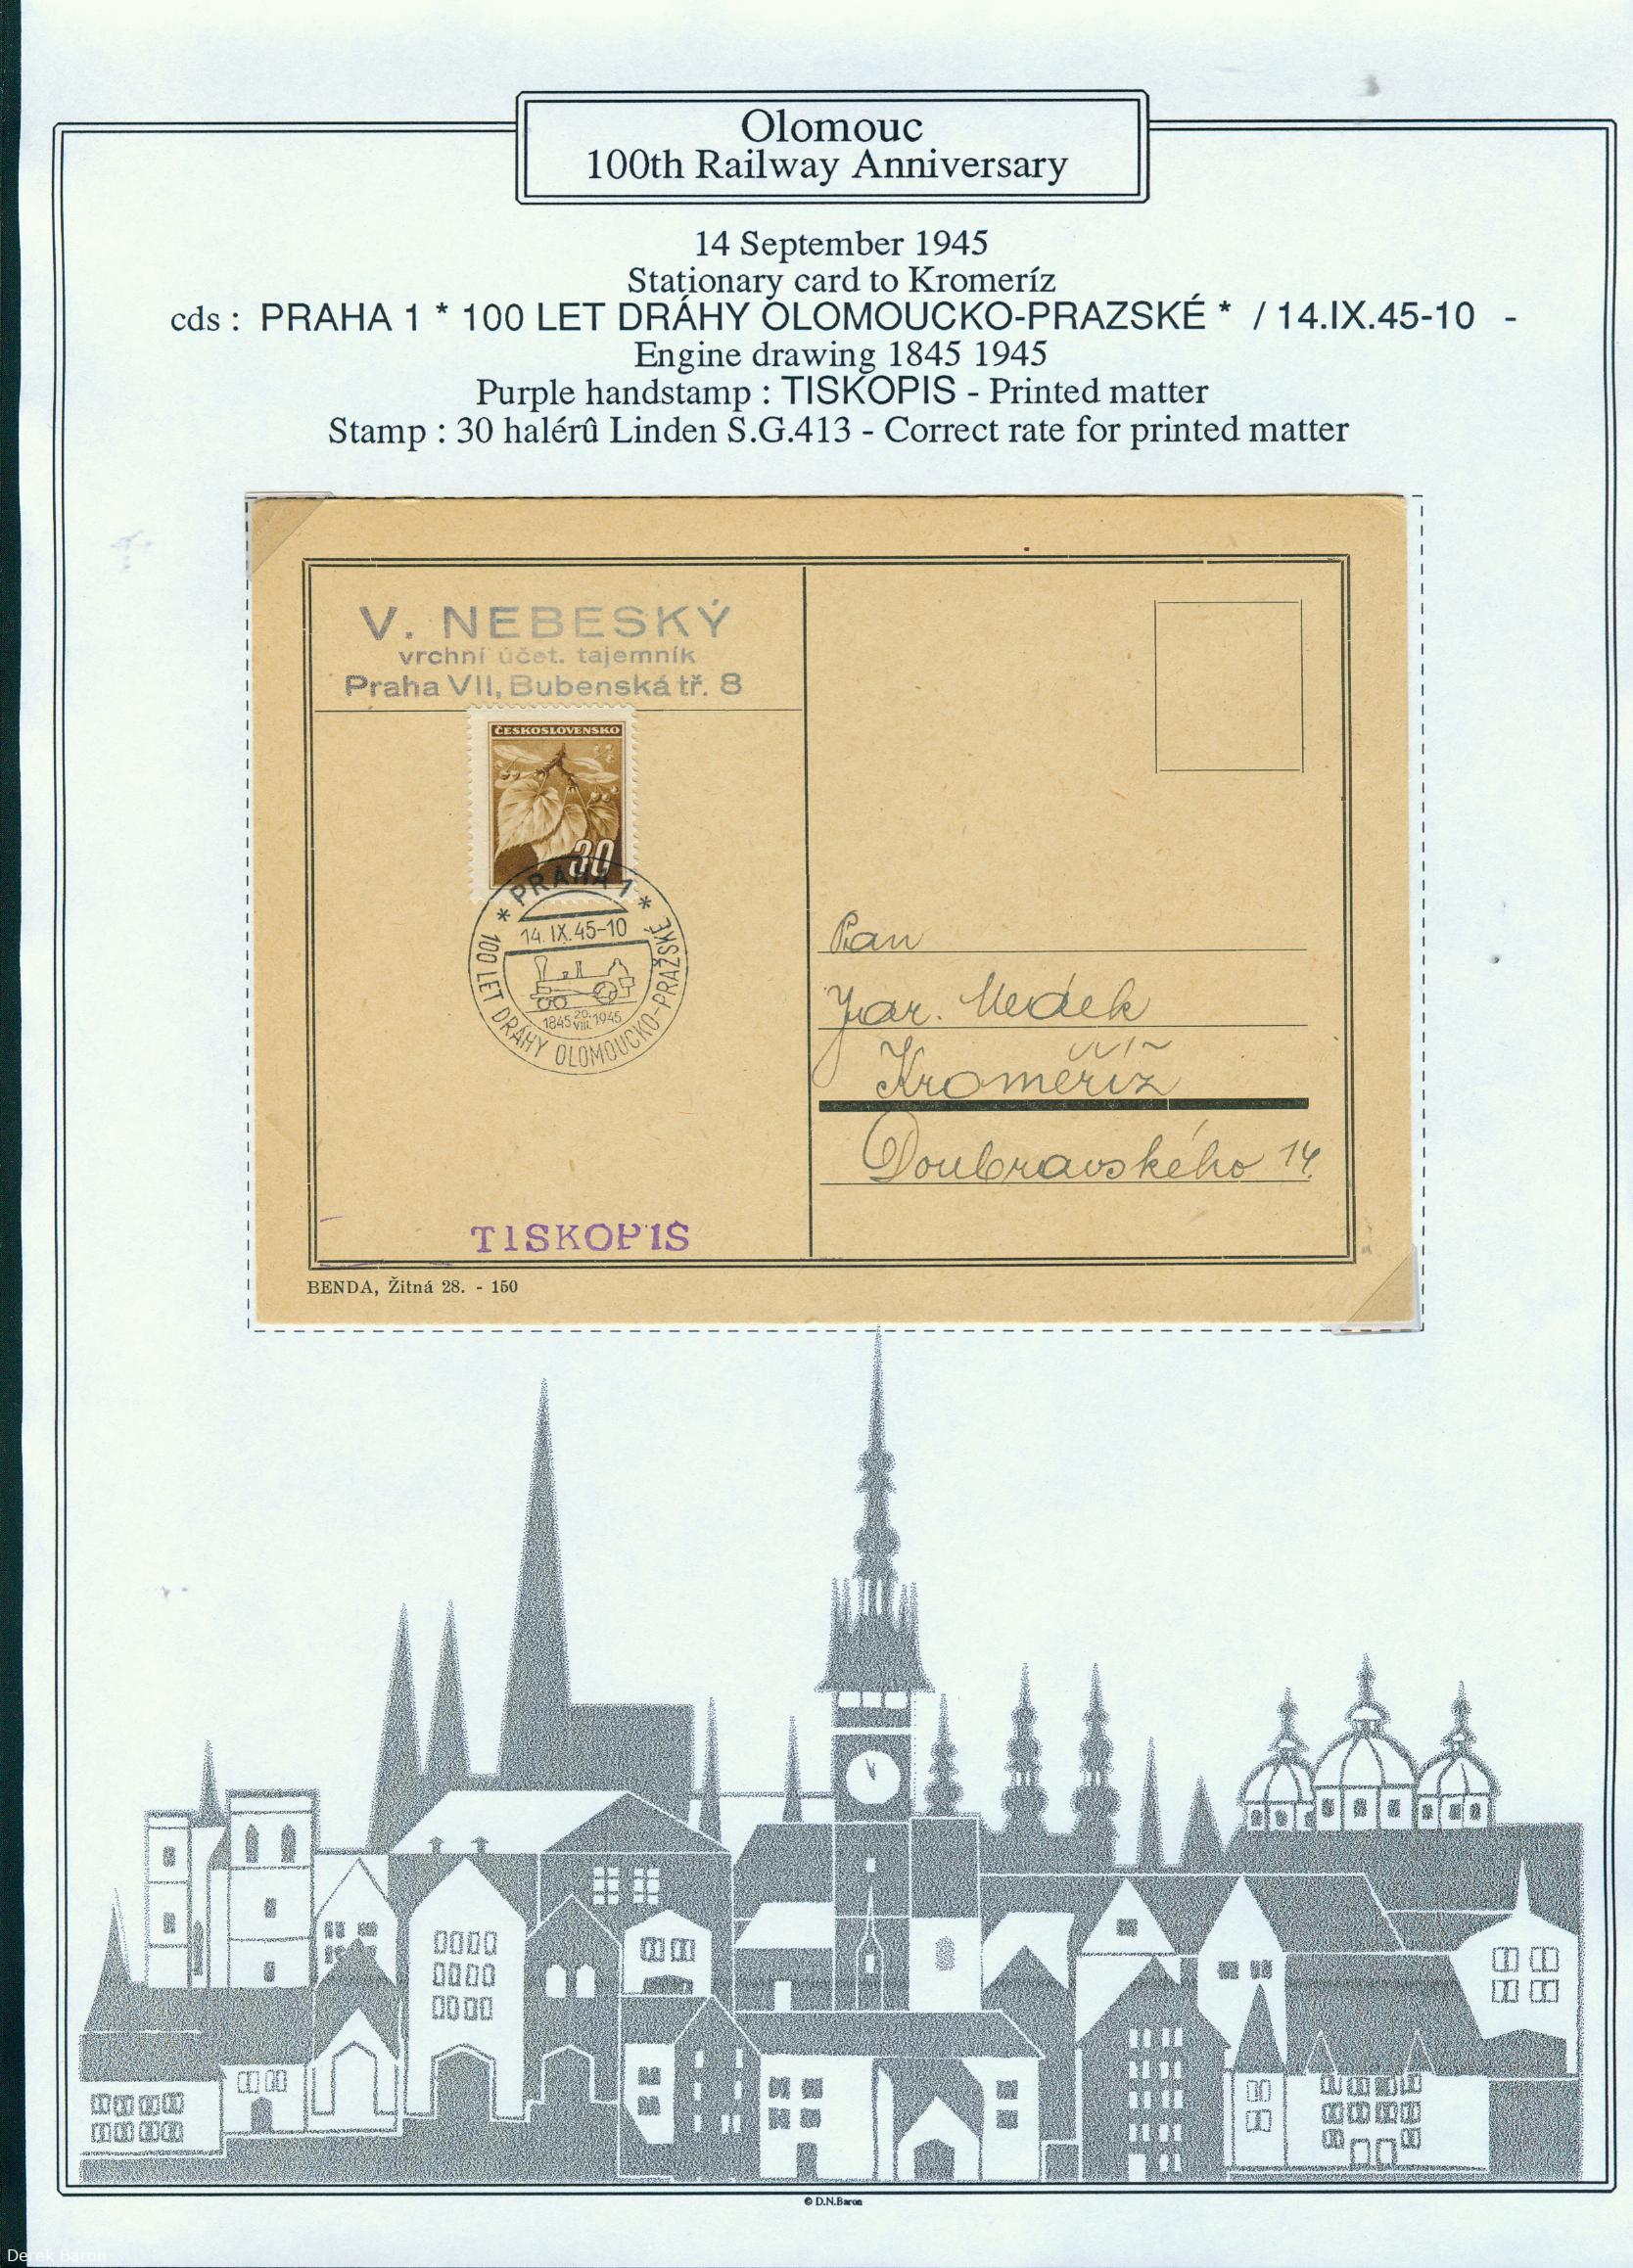 Olomouc
100th Railway Anniversary
14 September 1945
Stationary card to Kromeríz
cds : PRAHA 1 * 100 LET DRÁHY OLOMOUCKO-PRAZSKÉ * / 14.IX.45-10 -
Engine drawing 1845 1945
Purple handstamp : TISKOPIS - Printed matter
Stamp : 30 halérû Linden S.G.413 - Correct rate for printed matter
V. NEBESKÝ
vrchní účet. tajemník
Praha VII, Bubenská tř. 8
ČESKOSLOVENSKO
30
PRAHA 1
14.IX.45-10
1845 20.VIII. 1945
* 100 LET DRÁHY OLOMOUCKO-PRAŽSKÉ *
Pan
Jar. Medek
Kroměříž
Doubravského 14.
TISKOPIS
BENDA, Žitná 28. - 150
© D.N.Baron
Derek Baron